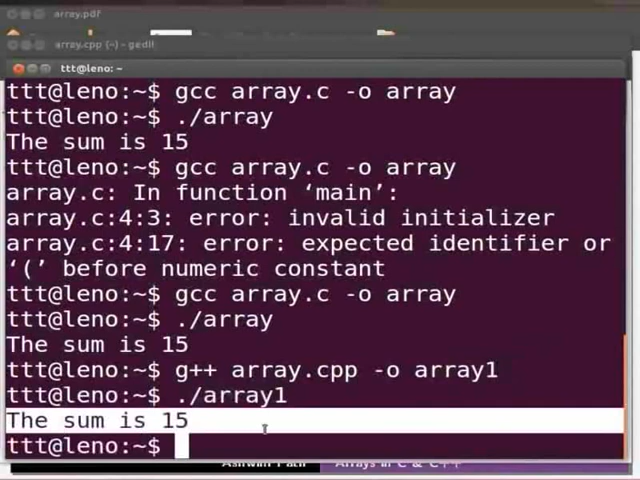 array.pdf
array.cpp (~) - gedit
ttt@leno: ~
ttt@leno:~$ gcc array.c -o array
ttt@leno:~$ ./array
The sum is 15
ttt@leno:~$ gcc array.c -o array
array.c: In function ‘main’:
array.c:4:3: error: invalid initializer
array.c:4:17: error: expected identifier or
‘(’ before numeric constant
ttt@leno:~$ gcc array.c -o array
ttt@leno:~$ ./array
The sum is 15
ttt@leno:~$ g++ array.cpp -o array1
ttt@leno:~$ ./array1
The sum is 15
ttt@leno:~$
Arrays in C & C++